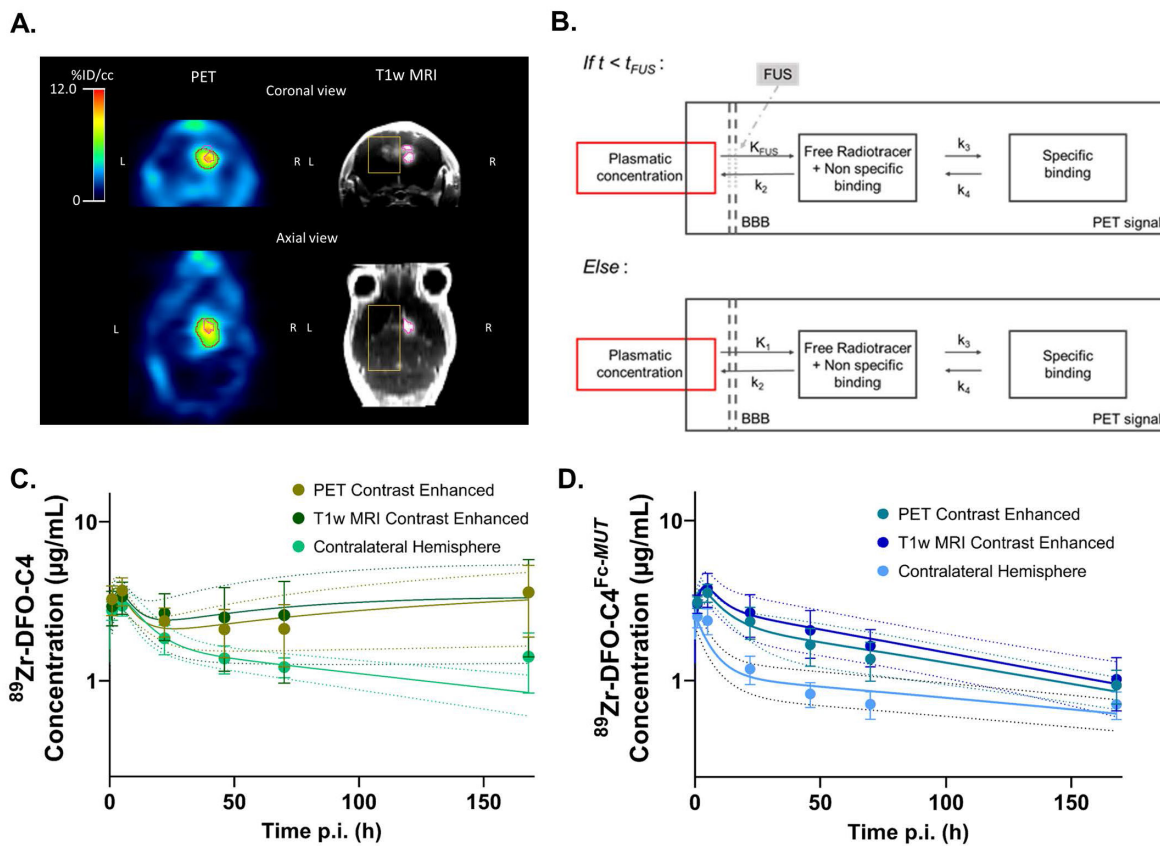 A.
%ID/cc
12.0
0
PET
T1w MRI
Coronal view
L
R
L
R
Axial view
L
R
L
R
B.
If t < tFUS :
FUS
Plasmatic
concentration
KFUS
k2
BBB
Free Radiotracer
+ Non specific
binding
k3
k4
Specific
binding
PET signal
Else :
Plasmatic
concentration
K1
k2
BBB
Free Radiotracer
+ Non specific
binding
k3
k4
Specific
binding
PET signal
C.
89Zr-DFO-C4
Concentration (µg/mL)
10
1
PET Contrast Enhanced
T1w MRI Contrast Enhanced
Contralateral Hemisphere
0
50
100
150
Time p.i. (h)
D.
89Zr-DFO-C4Fc-MUT
Concentration (µg/mL)
10
1
PET Contrast Enhanced
T1w MRI Contrast Enhanced
Contralateral Hemisphere
0
50
100
150
Time p.i. (h)